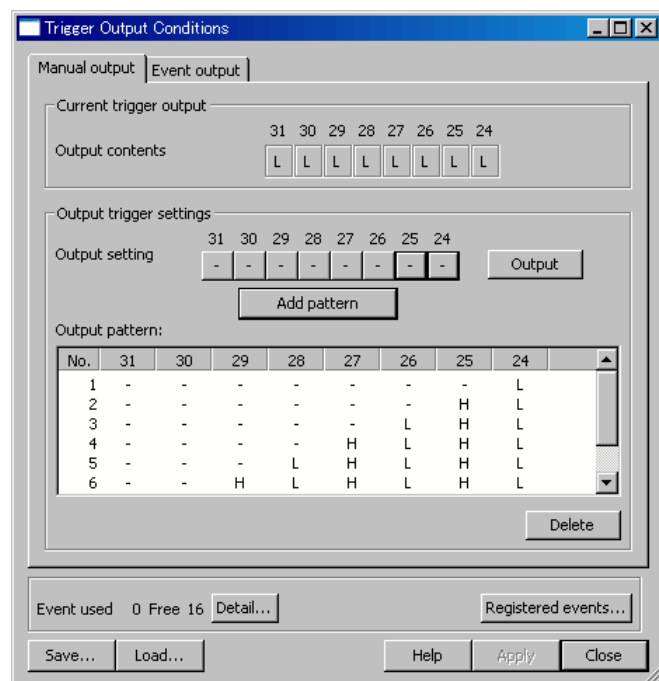 Trigger Output Conditions
Manual output Event output
Current trigger output
31 30 29 28 27 26 25 24
Output contents L L L L L L L L
Output trigger settings
31 30 29 28 27 26 25 24
Output setting - - - - - - - - Output
Add pattern
Output pattern:
No. 31 30 29 28 27 26 25 24
1 - - - - - - - L
2 - - - - - - H L
3 - - - - - L H L
4 - - - - H L H L
5 - - - L H L H L
6 - - H L H L H L
Delete
Event used 0 Free 16 Detail... Registered events...
Save... Load... Help Apply Close